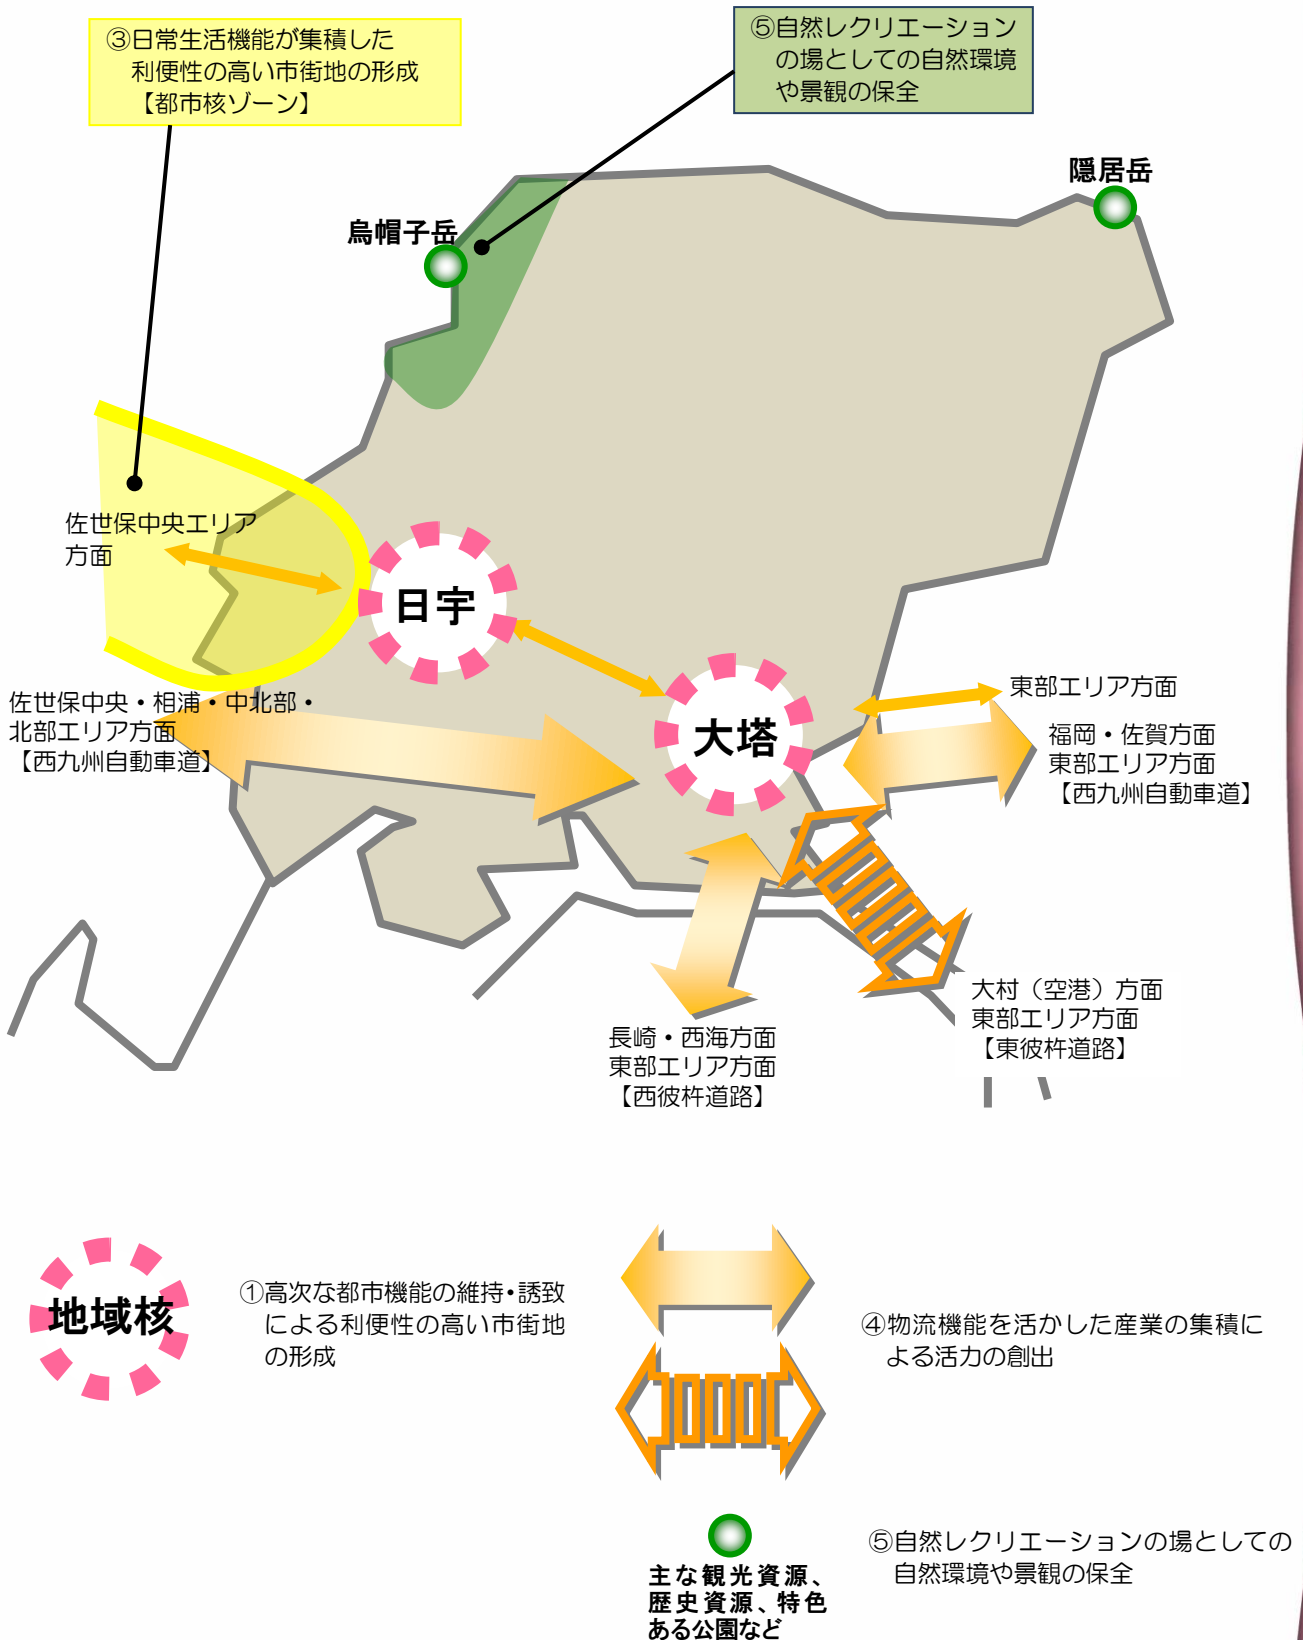 ③日常生活機能が集積した
利便性の高い市街地の形成
【都市核ゾーン】
⑤自然レクリエーション
の場としての自然環境
や景観の保全
隠居岳
烏帽子岳
佐世保中央エリア
方面
日宇
大塔
東部エリア方面
佐世保中央・相浦・中北部・
北部エリア方面
【西九州自動車道】
福岡・佐賀方面
東部エリア方面
【西九州自動車道】
大村（空港）方面
東部エリア方面
【東彼杵道路】
長崎・西海方面
東部エリア方面
【西彼杵道路】
地域核
①高次な都市機能の維持・誘致
による利便性の高い市街地
の形成
④物流機能を活かした産業の集積に
よる活力の創出
主な観光資源、
歴史資源、特色
ある公園など
⑤自然レクリエーションの場としての
自然環境や景観の保全